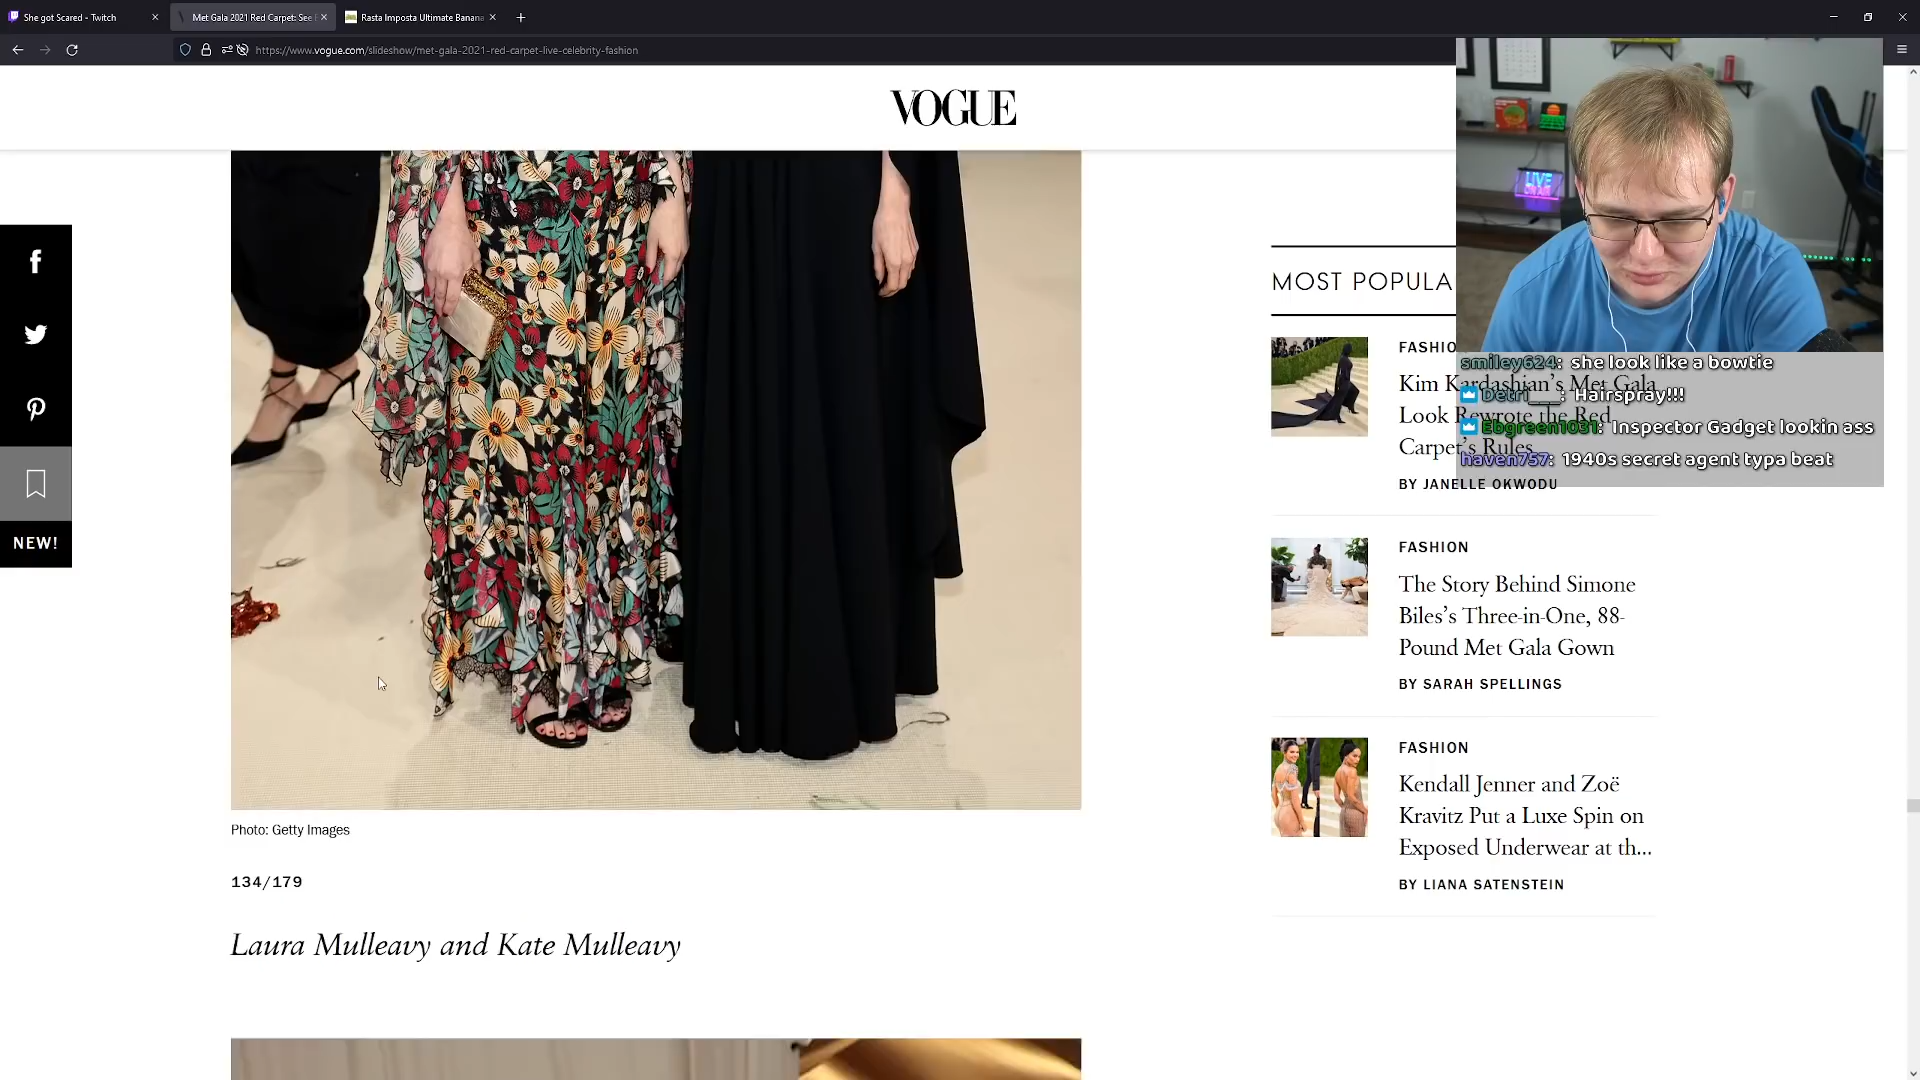 She got Scared - Twitch
Met Gala 2021 Red Carpet: See
Rasta Imposta Ultimate Banana
https://www.vogue.com/slideshow/met-gala-2021-red-carpet-live-celebrity-fashion
VOGUE
NEW!
Photo: Getty Images
134/179
Laura Mulleavy and Kate Mulleavy
MOST POPULA
FASHIO
Kim Kardashian's Met Gala
Look Rewrote the Red
Carpet's Rules
BY JANELLE OKWODU
FASHION
The Story Behind Simone
Biles's Three-in-One, 88-
Pound Met Gala Gown
BY SARAH SPELLINGS
FASHION
Kendall Jenner and Zoë
Kravitz Put a Luxe Spin on
Exposed Underwear at th...
BY LIANA SATENSTEIN
LIVE
smiley624: she look like a bowtie
Detri___: Hairspray!!!
Ebgreen1031: Inspector Gadget lookin ass
haven757: 1940s secret agent typa beat